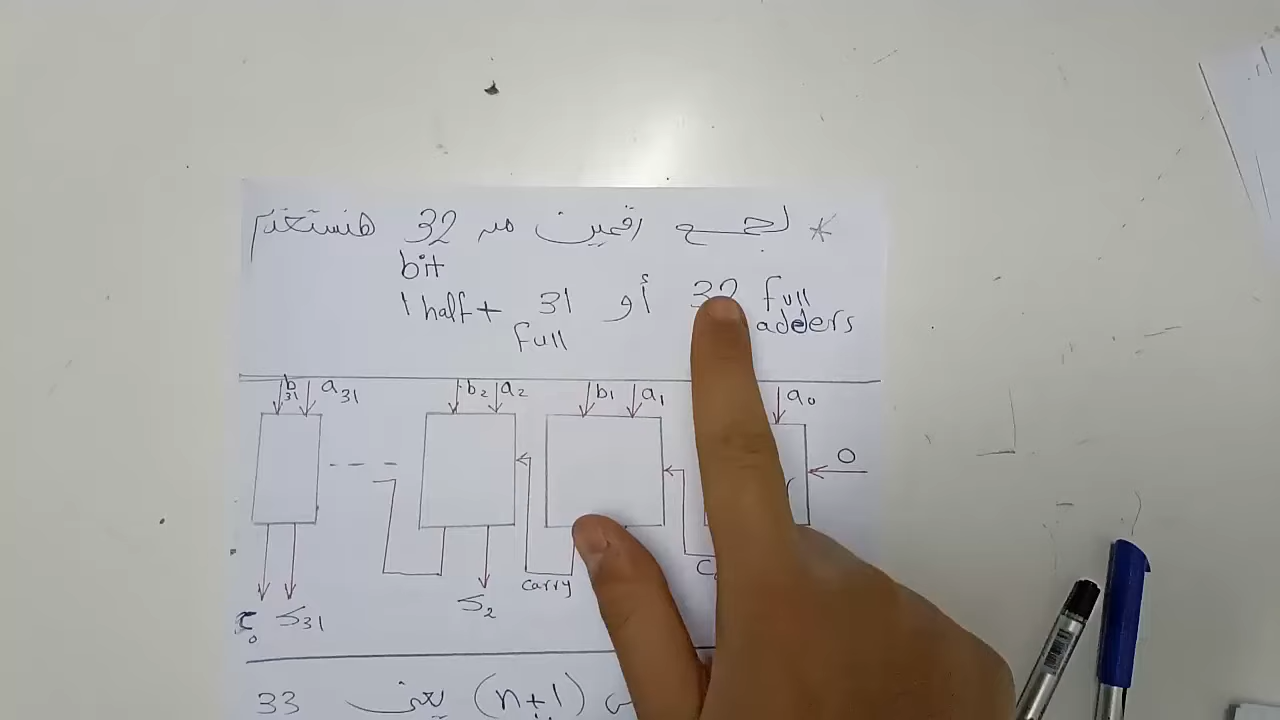 * لجمع رقمين من 32 bit هنستخدم
32 full adders أو 31 full + 1 half
b31 a31 b2 a2 b1 a1 a0
0
carry
C0 S31 S2
(n+1) يعني 33